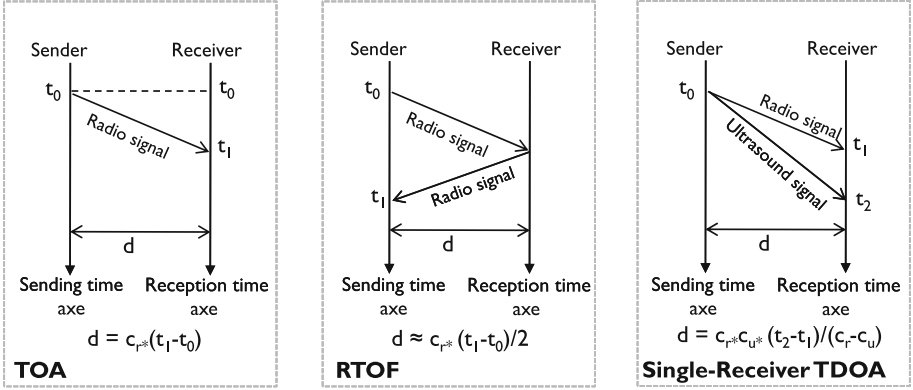 Sender Receiver
t0 t0
Radio signal
t1
d
Sending time Reception time
axe axe
d = cr*(t1-t0)
TOA
Sender Receiver
t0
Radio signal
Radio signal
t1
d
Sending time Reception time
axe axe
d ≈ cr* (t1-t0)/2
RTOF
Sender Receiver
t0
Radio signal
t1
Ultrasound signal
t2
d
Sending time Reception time
axe axe
d = cr*cu* (t2-t1)/(cr-cu)
Single-Receiver TDOA